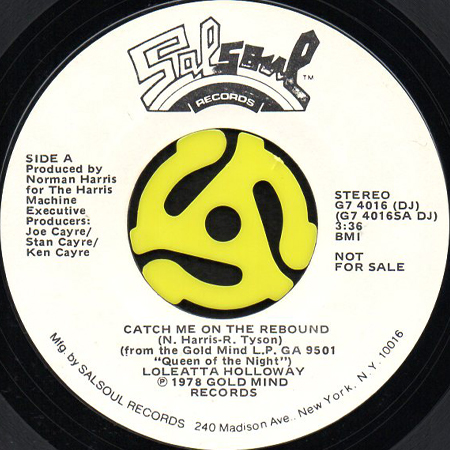 Salsoul
TM
RECORDS
SIDE A
Produced by
Norman Harris
for The Harris
Machine
Executive
Producers:
Joe Cayre/
Stan Cayre/
Ken Cayre
STEREO
G7 4016 (DJ)
(G7 4016SA DJ)
3:36
BMI
NOT
FOR SALE
CATCH ME ON THE REBOUND
(N. Harris-R. Tyson)
(from the Gold Mind L.P. GA 9501
"Queen of the Night")
LOLEATTA HOLLOWAY
℗ 1978 GOLD MIND
RECORDS
Mfg. by SALSOUL RECORDS 240 Madison Ave., New York, N.Y. 10016